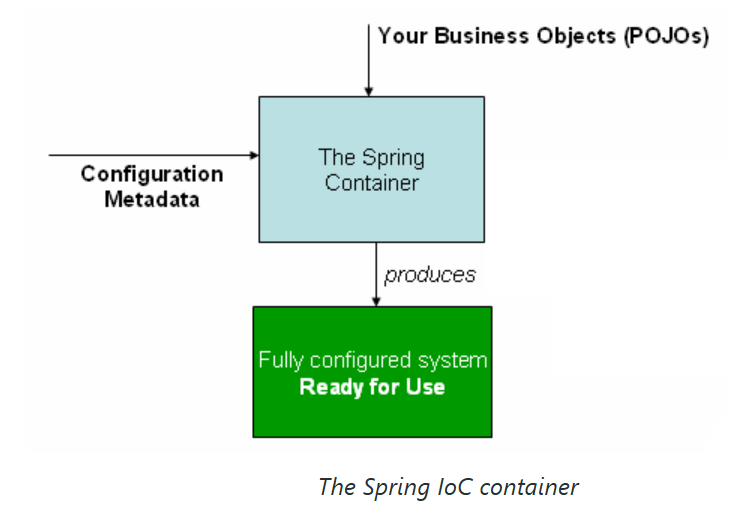 Your Business Objects (POJOs)
The Spring
Container
Configuration
Metadata
produces
Fully configured system
Ready for Use
The Spring IoC container